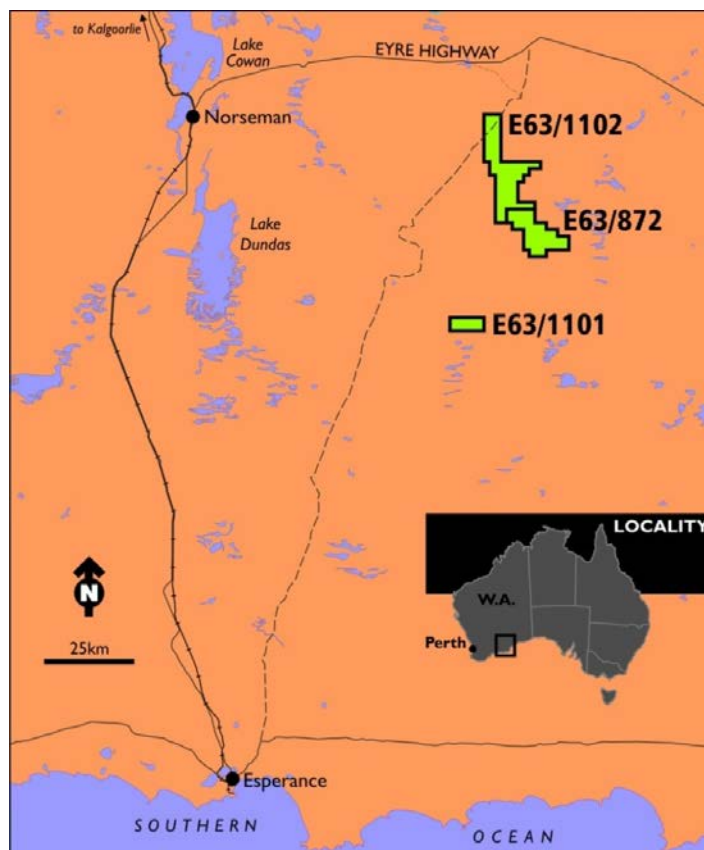 to Kalgoorlie
Lake
Cowan
EYRE HIGHWAY
Norseman
E63/1102
Lake
Dundas
E63/872
E63/1101
LOCALITY
W.A.
Perth
N
25km
Esperance
SOUTHERN OCEAN